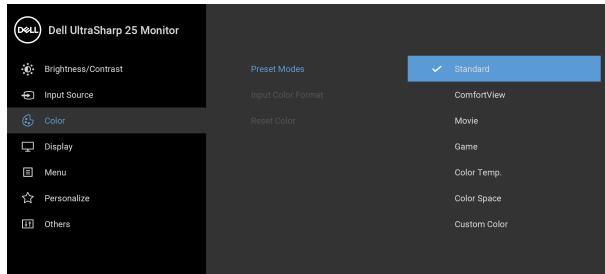 DELL Dell UltraSharp 25 Monitor
Brightness/Contrast Preset Modes Standard
Input Source Input Color Format ComfortView
Color Reset Color Movie
Display Game
Menu Color Temp.
Personalize Color Space
Others Custom Color